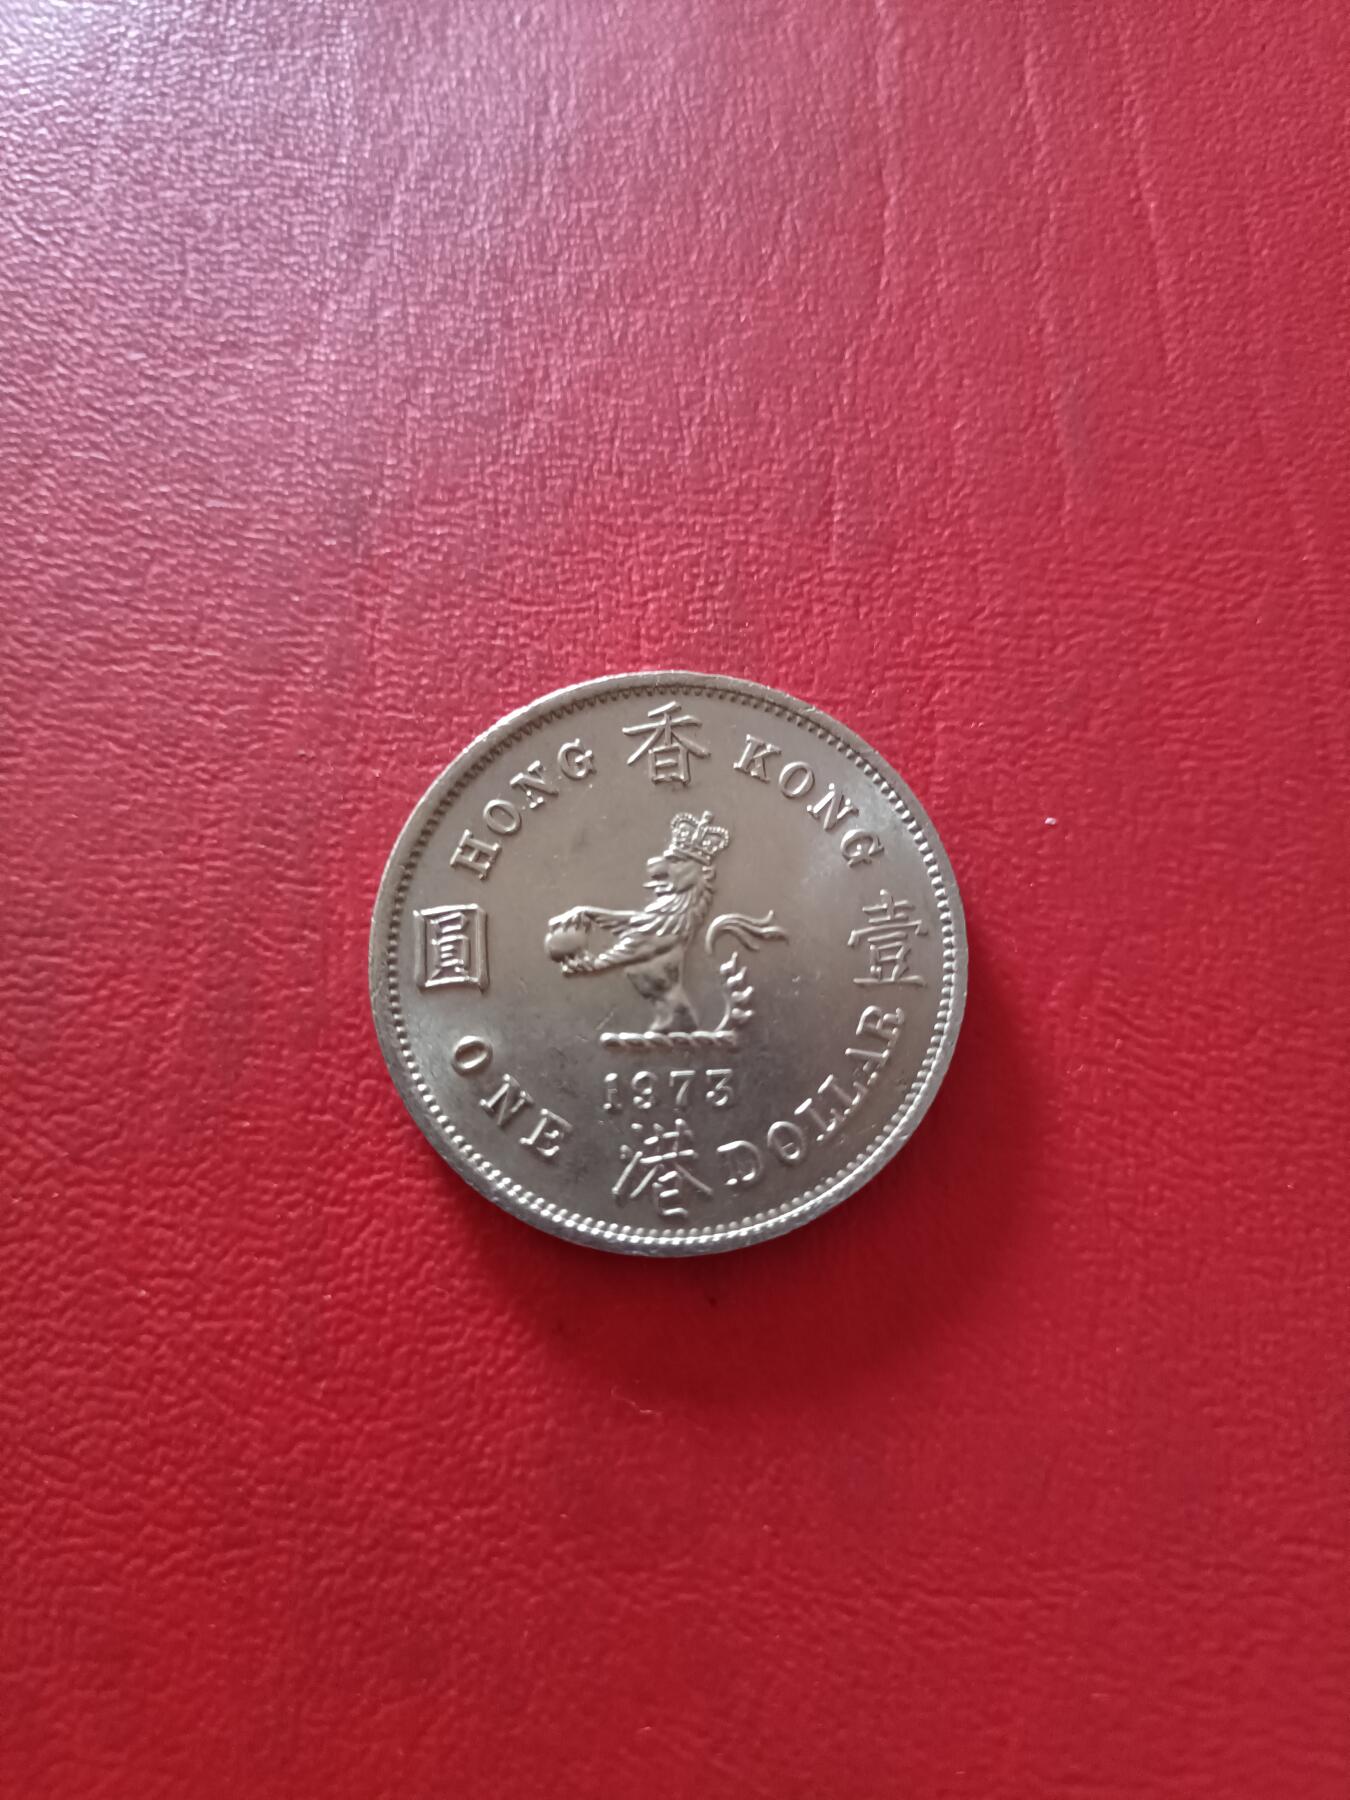 HONG KONG
香
港
壹
圓
1973
ONE DOLLAR